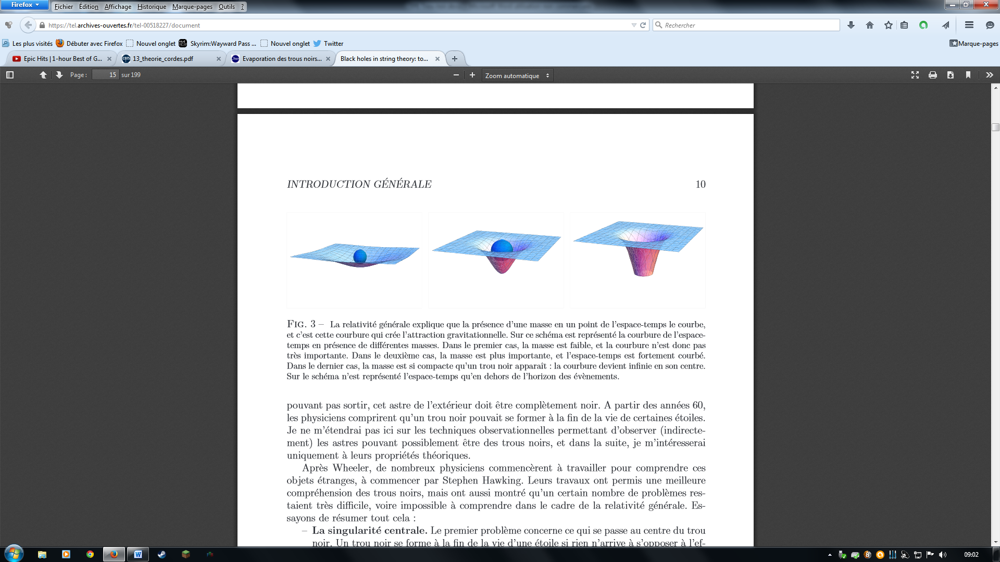 Firefox
Fichier Édition Affichage Historique Marque-pages Outils ?
https://tel.archives-ouvertes.fr/tel-00518227/document
Rechercher
Les plus visités Débuter avec Firefox Nouvel onglet Skyrim:Wayward Pass ... Nouvel onglet Twitter
Marque-pages
Epic Hits | 1-hour Best of G... 13_theorie_cordes.pdf Evaporation des trous noirs... Black holes in string theory: to...
Page : 15 sur 199 Zoom automatique
INTRODUCTION GÉNÉRALE 10
FIG. 3 – La relativité générale explique que la présence d'une masse en un point de l'espace-temps le courbe,
et c'est cette courbure qui crée l'attraction gravitationnelle. Sur ce schéma est représenté la courbure de l'espace-
temps en présence de différentes masses. Dans le premier cas, la masse est faible, et la courbure n'est donc pas
très importante. Dans le deuxième cas, la masse est plus importante, et l'espace-temps est fortement courbé.
Dans le dernier cas, la masse est si compacte qu'un trou noir apparaît : la courbure devient infinie en son centre.
Sur le schéma n'est représenté l'espace-temps qu'en dehors de l'horizon des évènements.
pouvant pas sortir, cet astre de l'extérieur doit être complètement noir. A partir des années 60,
les physiciens comprirent qu'un trou noir pouvait se former à la fin de la vie de certaines étoiles.
Je ne m'étendrai pas ici sur les techniques observationnelles permettant d'observer (indirecte-
ment) les astres pouvant possiblement être des trous noirs, et dans la suite, je m'intéresserai
uniquement à leurs propriétés théoriques.
Après Wheeler, de nombreux physiciens commencèrent à travailler pour comprendre ces
objets étranges, à commencer par Stephen Hawking. Leurs travaux ont permis une meilleure
compréhension des trous noirs, mais ont aussi montré qu'un certain nombre de problèmes res-
taient très difficile, voire impossible à comprendre dans le cadre de la relativité générale. Es-
sayons de résumer tout cela :
– La singularité centrale. Le premier problème concerne ce qui se passe au centre du trou
noir. Un trou noir se forme à la fin de la vie d'une étoile si rien n'arrive à s'opposer à l'ef-
09:02